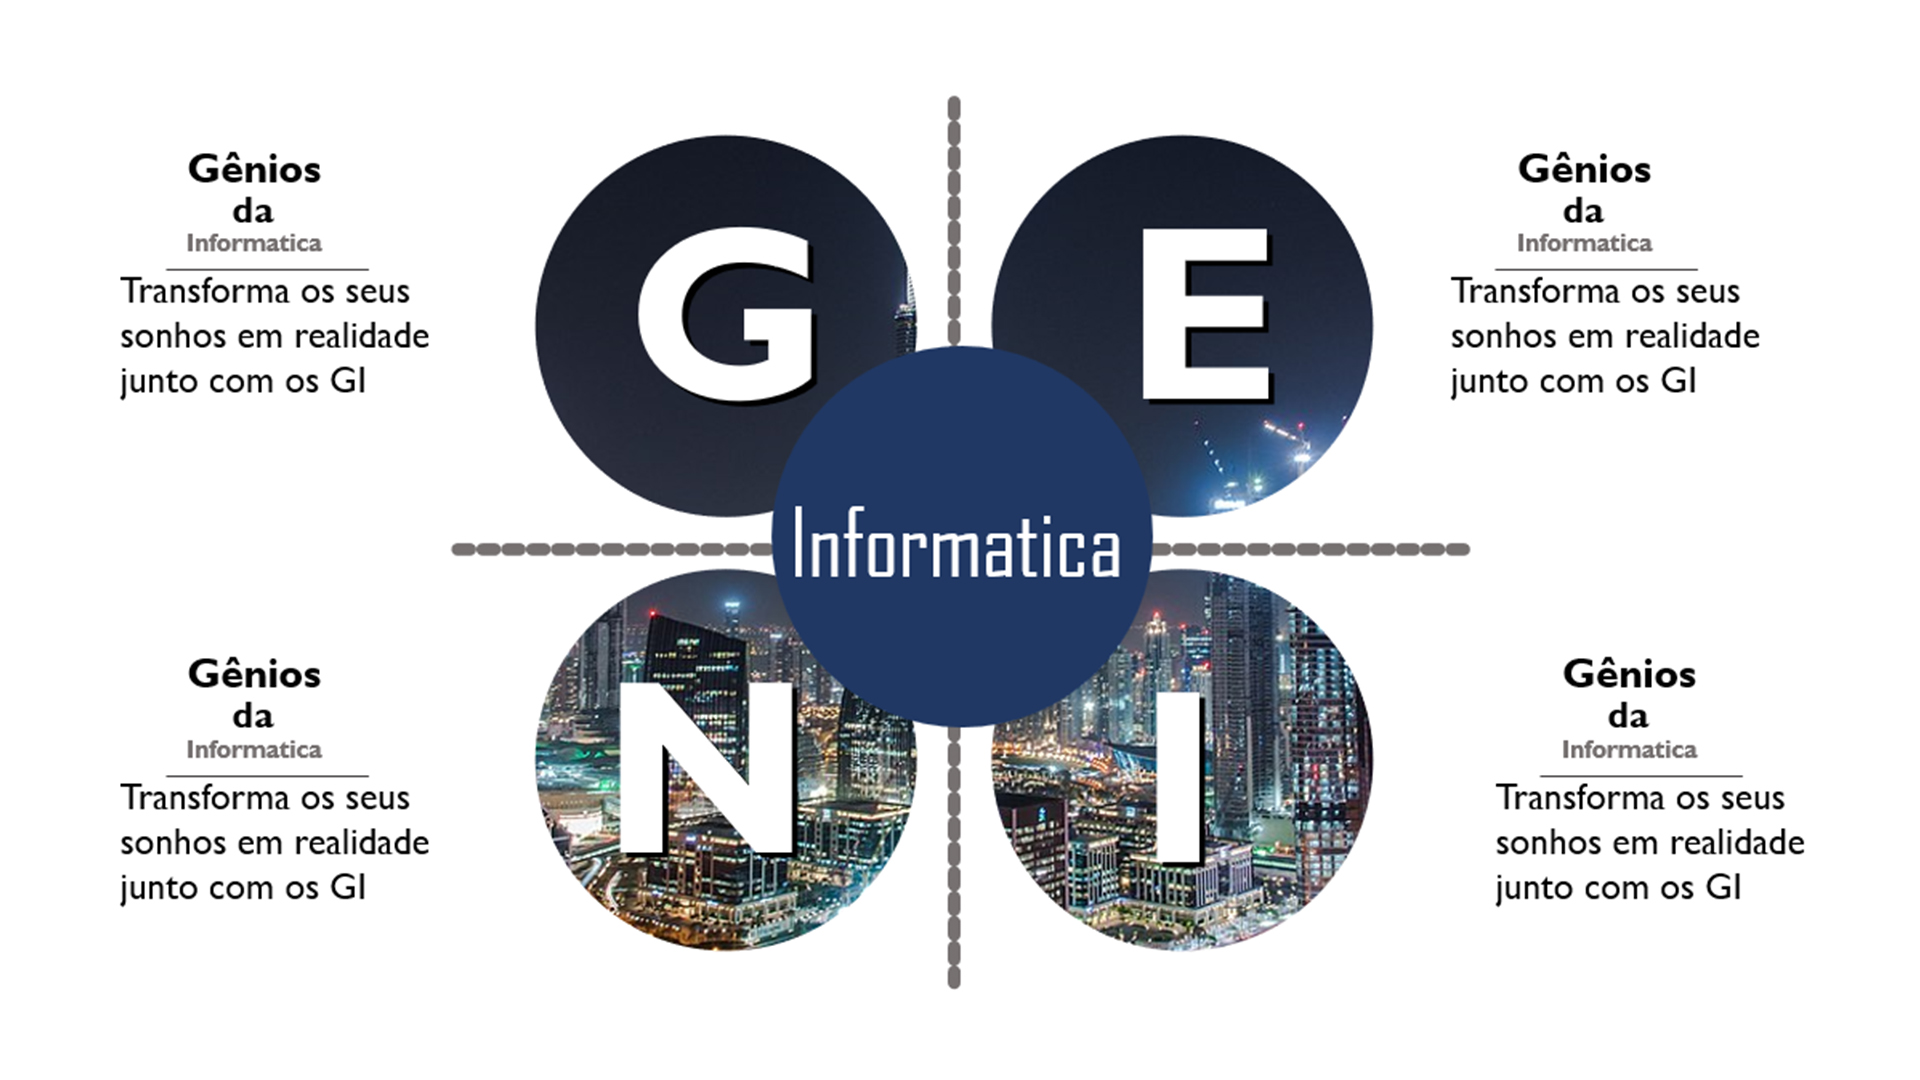 Gênios
da
Informatica
Transforma os seus
sonhos em realidade
junto com os GI
G
E
Gênios
da
Informatica
Transforma os seus
sonhos em realidade
junto com os GI
Informatica
Gênios
da
Informatica
Transforma os seus
sonhos em realidade
junto com os GI
N
I
Gênios
da
Informatica
Transforma os seus
sonhos em realidade
junto com os GI